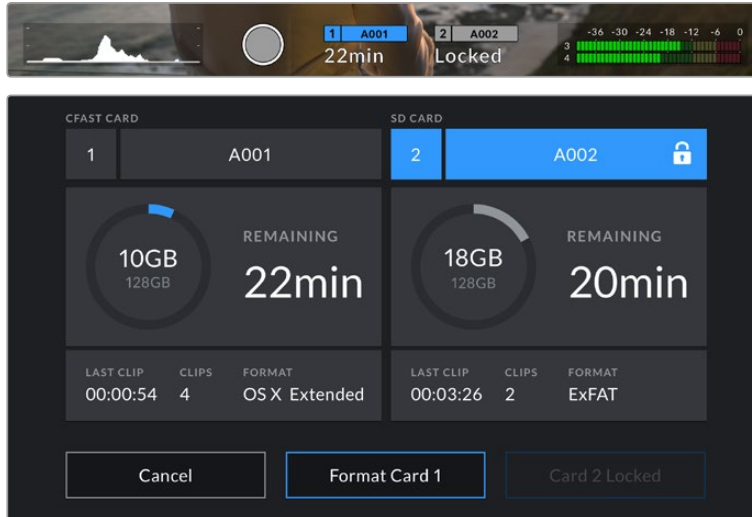 1 A001 2 A002
22min Locked
-36 -30 -24 -18 -12 -6 0
3
4
CFAST CARD
1 A001
SD CARD
2 A002
10GB
128GB
REMAINING
22min
18GB
128GB
REMAINING
20min
LAST CLIP CLIPS FORMAT
00:00:54 4 OS X Extended
LAST CLIP CLIPS FORMAT
00:03:26 2 ExFAT
Cancel Format Card 1 Card 2 Locked